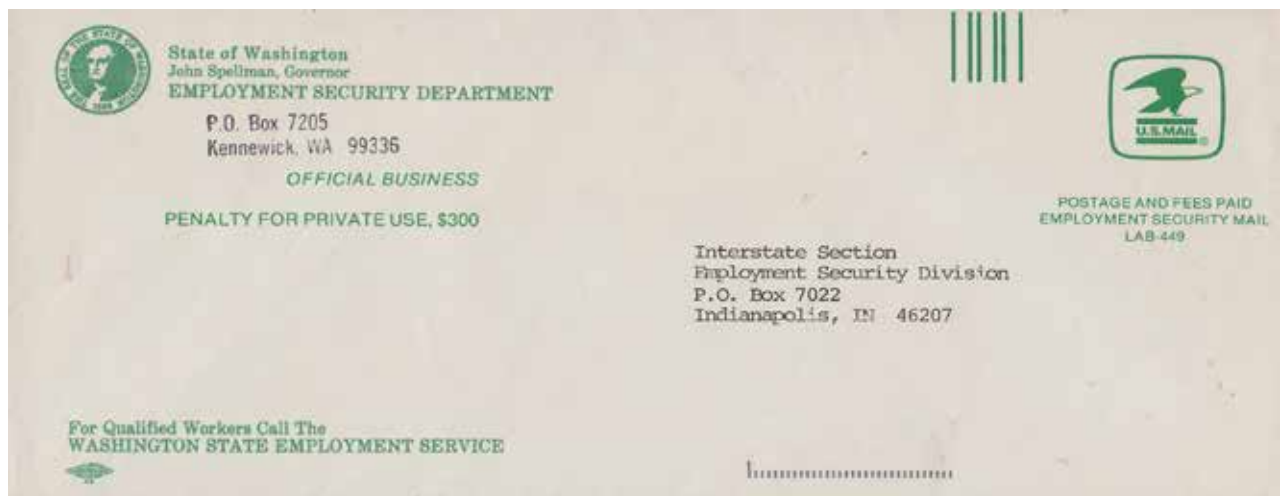 State of Washington
John Spellman, Governor
EMPLOYMENT SECURITY DEPARTMENT
P.O. Box 7205
Kennewick, WA 99336
OFFICIAL BUSINESS
PENALTY FOR PRIVATE USE, $300
U.S.MAIL
POSTAGE AND FEES PAID
EMPLOYMENT SECURITY MAIL
LAB-449
Interstate Section
Employment Security Division
P.O. Box 7022
Indianapolis, IN 46207
For Qualified Workers Call The
WASHINGTON STATE EMPLOYMENT SERVICE